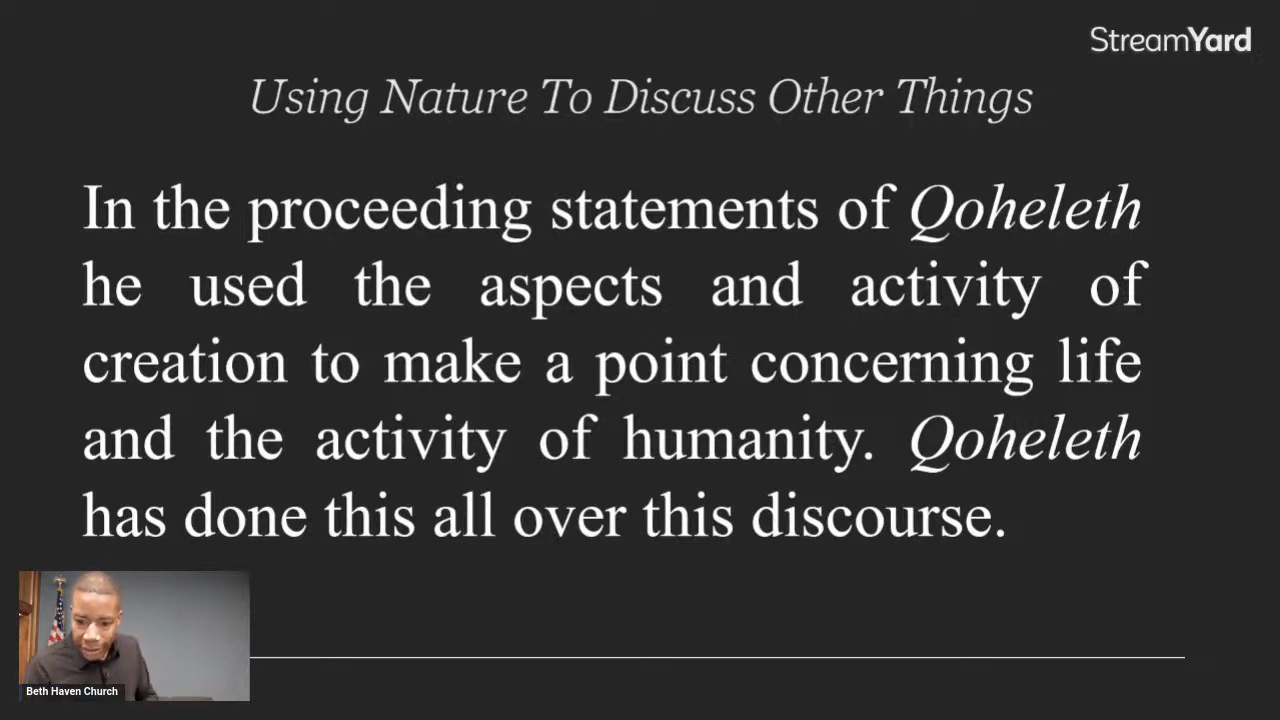 StreamYard
Using Nature To Discuss Other Things
In the proceeding statements of Qoheleth
he used the aspects and activity of
creation to make a point concerning life
and the activity of humanity. Qoheleth
has done this all over this discourse.
Beth Haven Church